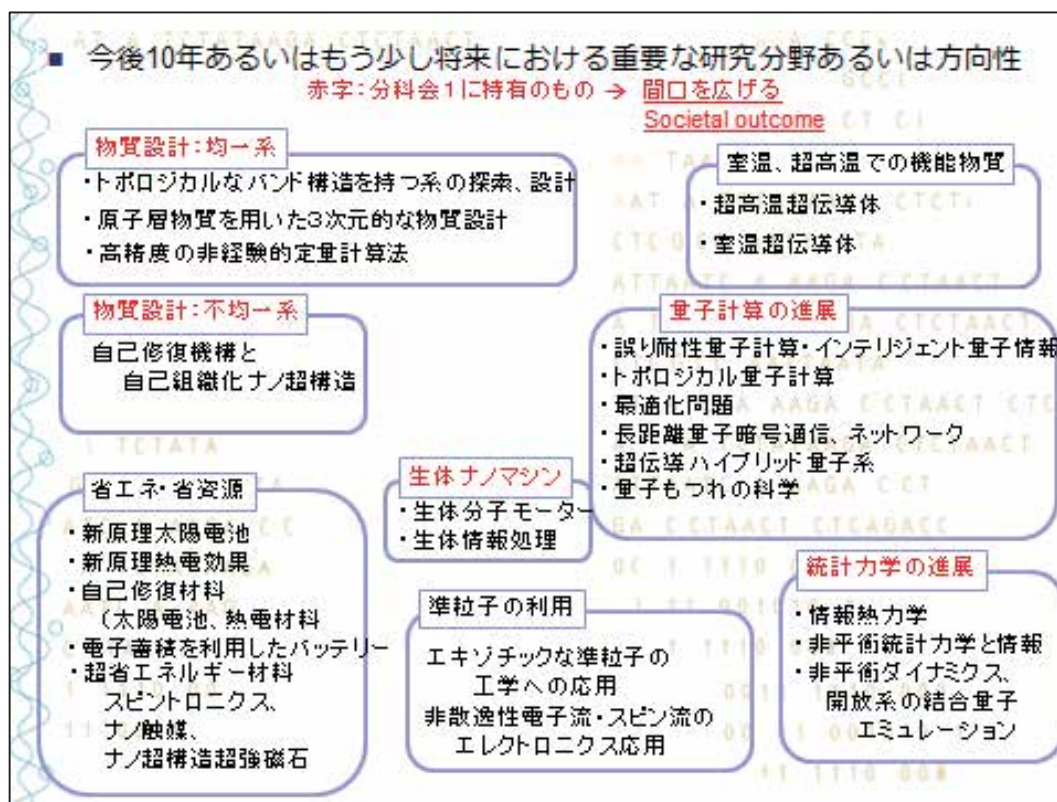 ■ 今後10年あるいはもう少し将来における重要な研究分野あるいは方向性
赤字：分科会1に特有のもの → 間口を広げる
Societal outcome
物質設計：均一系
・トポロジカルなバンド構造を持つ系の探索、設計
・原子層物質を用いた3次元的な物質設計
・高精度の非経験的定量計算法
室温、超高温での機能物質
・超高温超伝導体
・室温超伝導体
物質設計：不均一系
自己修復機構と
自己組織化ナノ超構造
量子計算の進展
・誤り耐性量子計算・インテリジェント量子情報
・トポロジカル量子計算
・最適化問題
・長距離量子暗号通信、ネットワーク
・超伝導ハイブリッド量子系
・量子もつれの科学
省エネ・省資源
・新原理太陽電池
・新原理熱電効果
・自己修復材料
（太陽電池、熱電材料
・電子蓄積を利用したバッテリー
・超省エネルギー材料
スピントロニクス、
ナノ触媒、
ナノ超構造超強磁石
生体ナノマシン
・生体分子モーター
・生体情報処理
準粒子の利用
エキゾチックな準粒子の
工学への応用
非散逸性電子流・スピン流の
エレクトロニクス応用
統計力学の進展
・情報熱力学
・非平衡統計力学と情報
・非平衡ダイナミクス、
開放系の結合量子
エミュレーション